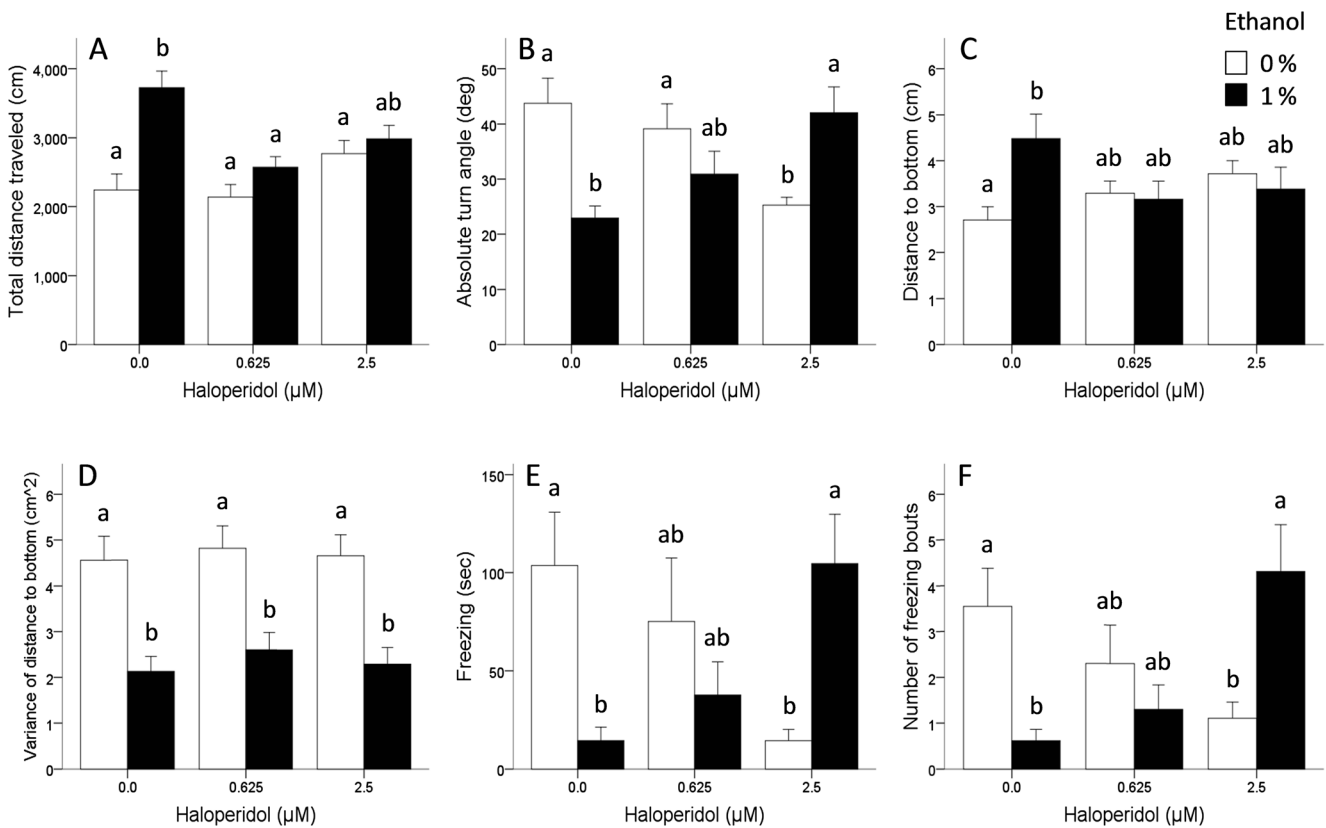 Ethanol
0 %
1 %
A
Total distance traveled (cm)
4,000
3,000
2,000
1,000
0
a
b
a
a
a
ab
0.0
0.625
2.5
Haloperidol (µM)
B
Absolute turn angle (deg)
50
40
30
20
10
0
a
b
a
ab
b
a
0.0
0.625
2.5
Haloperidol (µM)
C
Distance to bottom (cm)
6
5
4
3
2
1
0
a
b
ab
ab
ab
ab
0.0
0.625
2.5
Haloperidol (µM)
D
Variance of distance to bottom (cm^2)
6
5
4
3
2
1
0
a
b
a
b
a
b
0.0
0.625
2.5
Haloperidol (µM)
E
Freezing (sec)
150
100
50
0
a
b
ab
ab
b
a
0.0
0.625
2.5
Haloperidol (µM)
F
Number of freezing bouts
6
5
4
3
2
1
0
a
b
ab
ab
b
a
0.0
0.625
2.5
Haloperidol (µM)